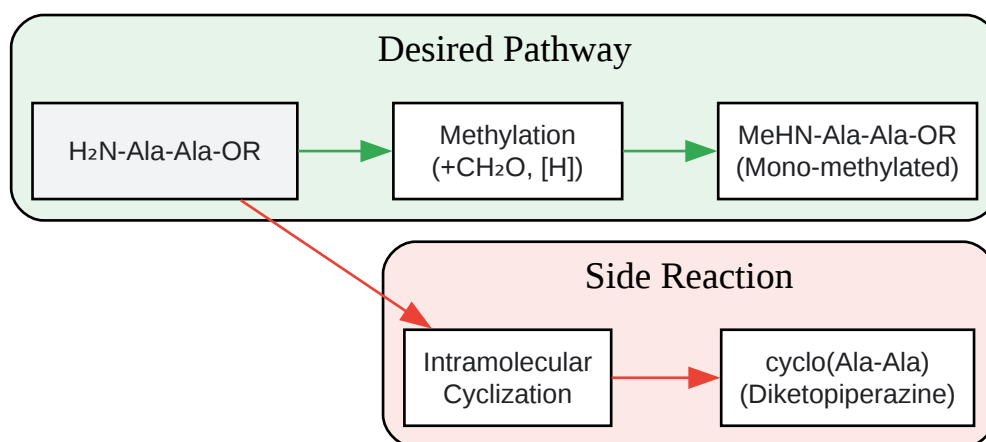 Desired Pathway
H₂N-Ala-Ala-OR
Methylation
(+CH₂O, [H])
MeHN-Ala-Ala-OR
(Mono-methylated)
Side Reaction
Intramolecular
Cyclization
cyclo(Ala-Ala)
(Diketopiperazine)